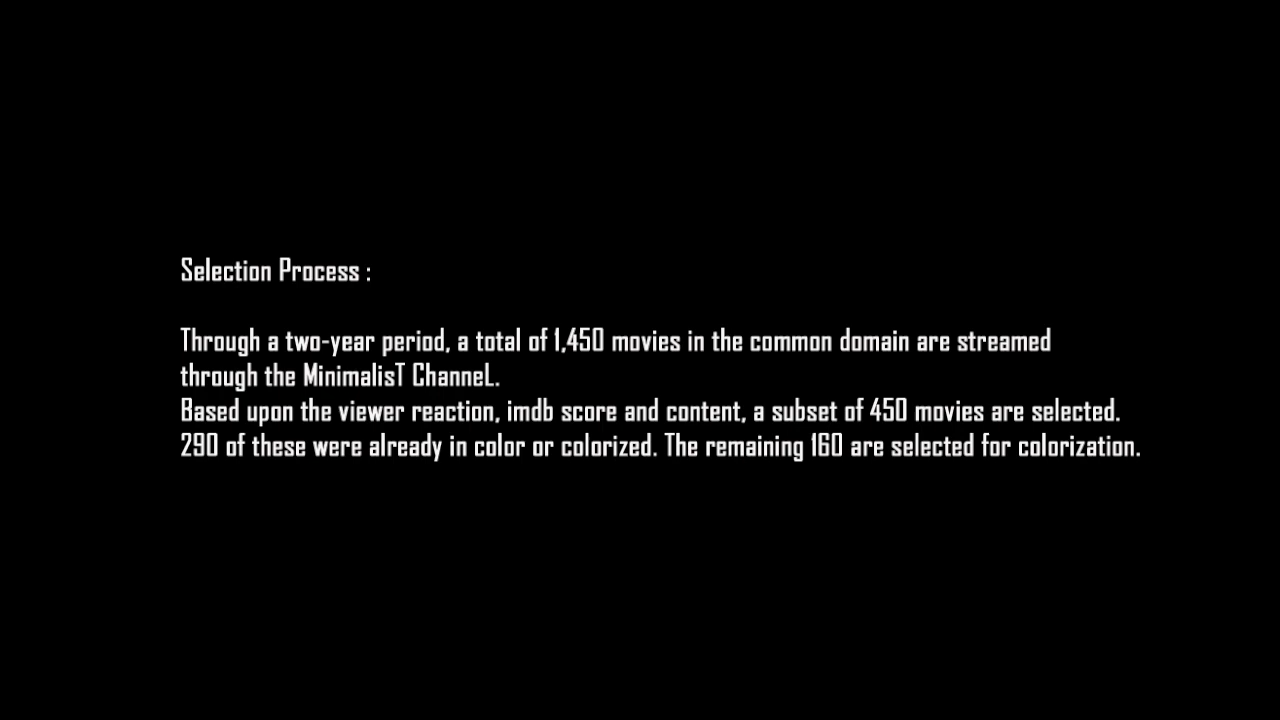 Selection Process :
Through a two-year period, a total of 1,450 movies in the common domain are streamed
through the MinimalisT ChanneL.
Based upon the viewer reaction, imdb score and content, a subset of 450 movies are selected.
290 of these were already in color or colorized. The remaining 160 are selected for colorization.